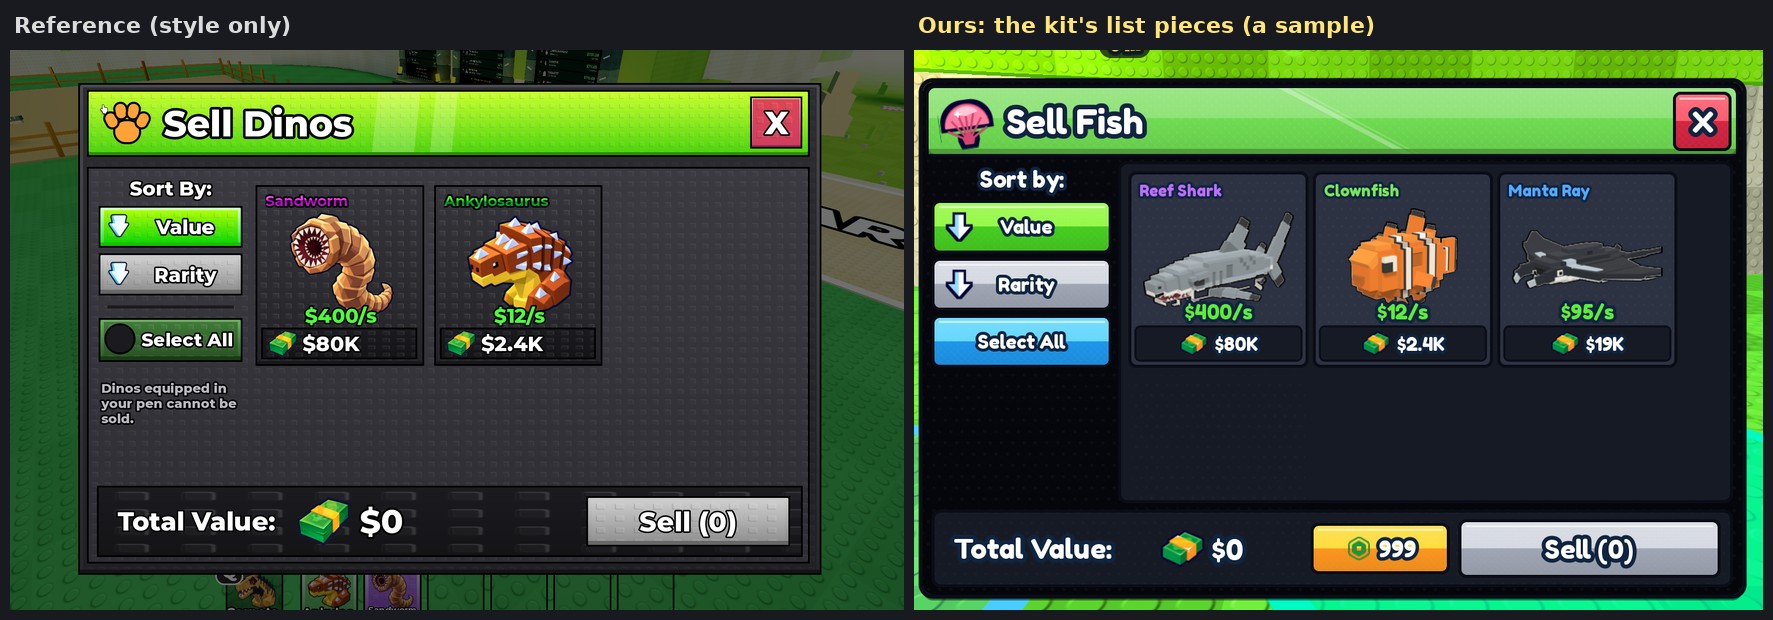 Reference (style only)
Sell Dinos
X
Sort By:
Value
Rarity
Select All
Dinos equipped in
your pen cannot be
sold.
Sandworm
$400/s
$80K
Ankylosaurus
$12/s
$2.4K
Total Value:
$0
Sell (0)
Ours: the kit's list pieces (a sample)
Sell Fish
X
Sort by:
Value
Rarity
Select All
Reef Shark
$400/s
$80K
Clownfish
$12/s
$2.4K
Manta Ray
$95/s
$19K
Total Value:
$0
999
Sell (0)